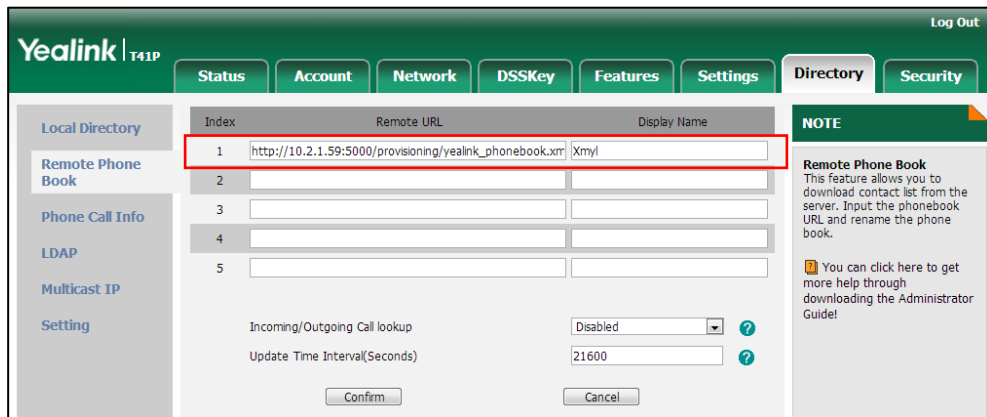 Log Out
Yealink T41P
Status Account Network DSSKey Features Settings Directory Security
Local Directory
Remote Phone
Book
Phone Call Info
LDAP
Multicast IP
Setting
Index Remote URL Display Name
1 http://10.2.1.59:5000/provisioning/yealink_phonebook.xm Xmyl
2
3
4
5
Incoming/Outgoing Call lookup Disabled ?
Update Time Interval(Seconds) 21600 ?
Confirm Cancel
NOTE
Remote Phone Book
This feature allows you to
download contact list from the
server. Input the phonebook
URL and rename the phone
book.
? You can click here to get
more help through
downloading the Administrator
Guide!